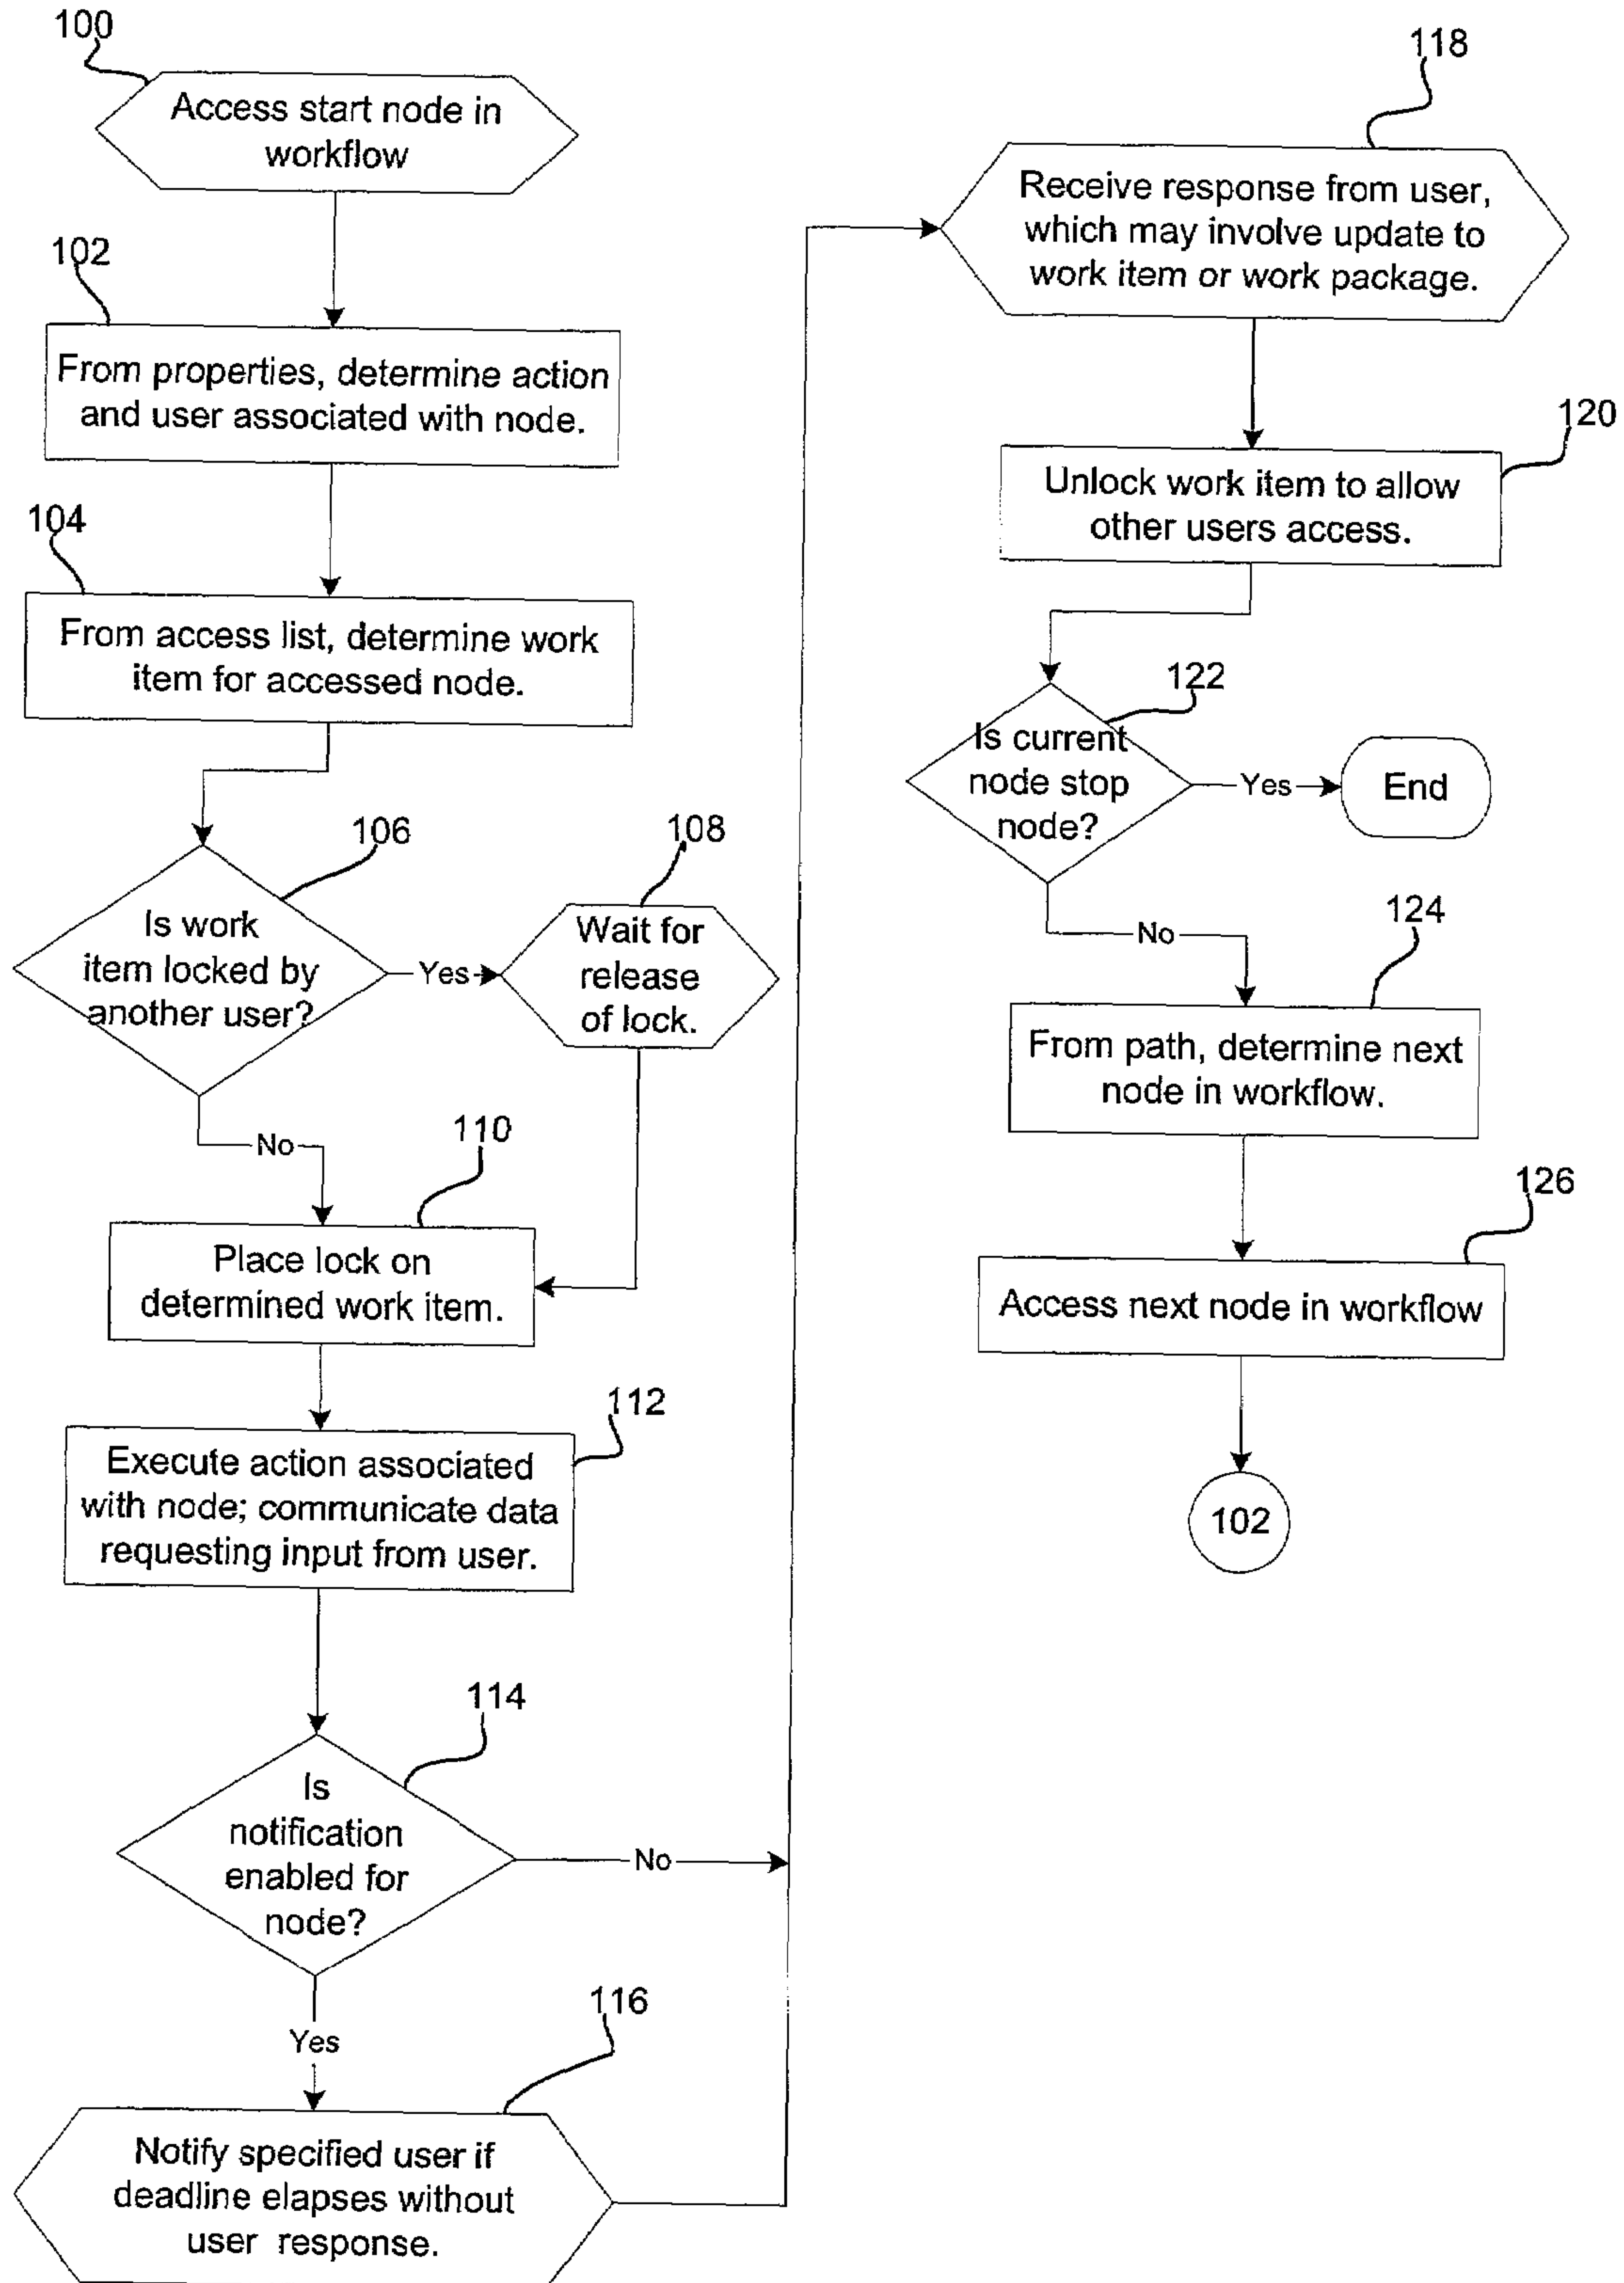 100
Access start node in
workflow
102
From properties, determine action
and user associated with node.
104
From access list, determine work
item for accessed node.
106
Is work
item locked by
another user?
Yes
108
Wait for
release
of lock.
No
110
Place lock on
determined work item.
112
Execute action associated
with node; communicate data
requesting input from user.
114
Is
notification
enabled for
node?
No
Yes
116
Notify specified user if
deadline elapses without
user response.
118
Receive response from user,
which may involve update to
work item or work package.
120
Unlock work item to allow
other users access.
122
Is current
node stop
node?
Yes
End
No
124
From path, determine next
node in workflow.
126
Access next node in workflow
102